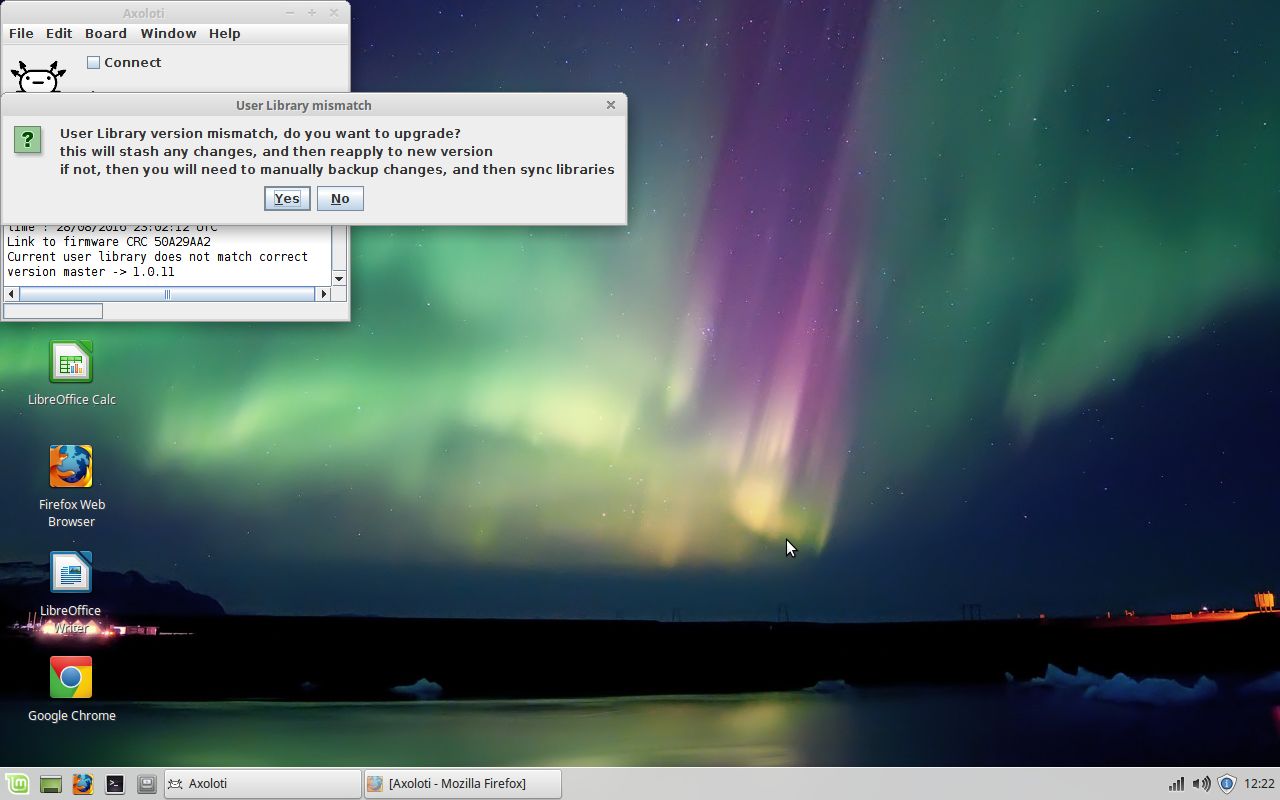 Axoloti
File Edit Board Window Help
Connect
User Library mismatch
User Library version mismatch, do you want to upgrade?
this will stash any changes, and then reapply to new version
if not, then you will need to manually backup changes, and then sync libraries
Yes No
time : 28/08/2016 23:02:12 UTC
Link to firmware CRC 50A29AA2
Current user library does not match correct
version master -> 1.0.11
LibreOffice Calc
Firefox Web
Browser
LibreOffice
Writer
Google Chrome
Axoloti
[Axoloti - Mozilla Firefox]
12:22